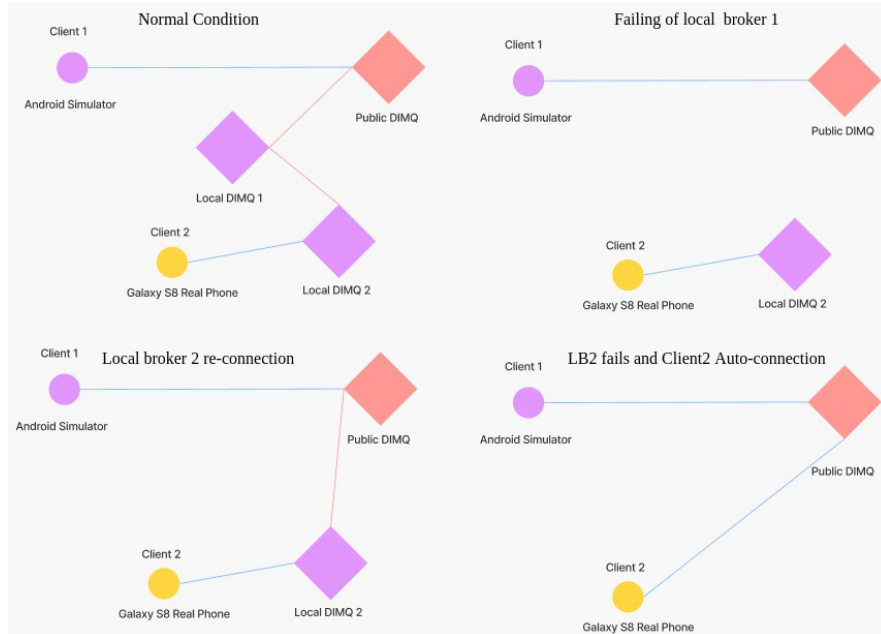 Normal Condition
Client 1
Android Simulator
Public DIMQ
Local DIMQ 1
Client 2
Galaxy S8 Real Phone
Local DIMQ 2
Failing of local broker 1
Client 1
Android Simulator
Public DIMQ
Client 2
Galaxy S8 Real Phone
Local DIMQ 2
Local broker 2 re-connection
Client 1
Android Simulator
Public DIMQ
Client 2
Galaxy S8 Real Phone
Local DIMQ 2
LB2 fails and Client2 Auto-connection
Client 1
Android Simulator
Public DIMQ
Client 2
Galaxy S8 Real Phone